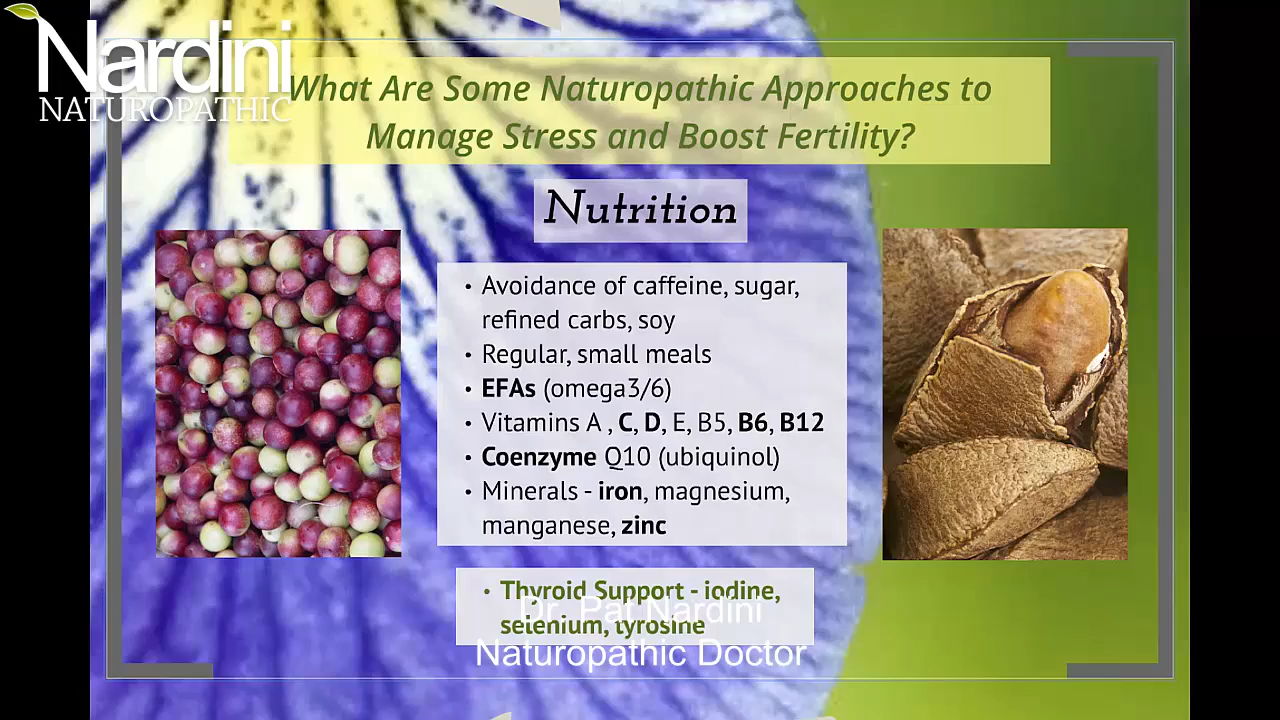 Nardini
NATUROPATHIC
What Are Some Naturopathic Approaches to
Manage Stress and Boost Fertility?
Nutrition
• Avoidance of caffeine, sugar,
refined carbs, soy
• Regular, small meals
• EFAs (omega3/6)
• Vitamins A , C, D, E, B5, B6, B12
• Coenzyme Q10 (ubiquinol)
• Minerals - iron, magnesium,
manganese, zinc
• Thyroid Support - iodine,
selenium, tyrosine
Dr. Pat Nardini
Naturopathic Doctor